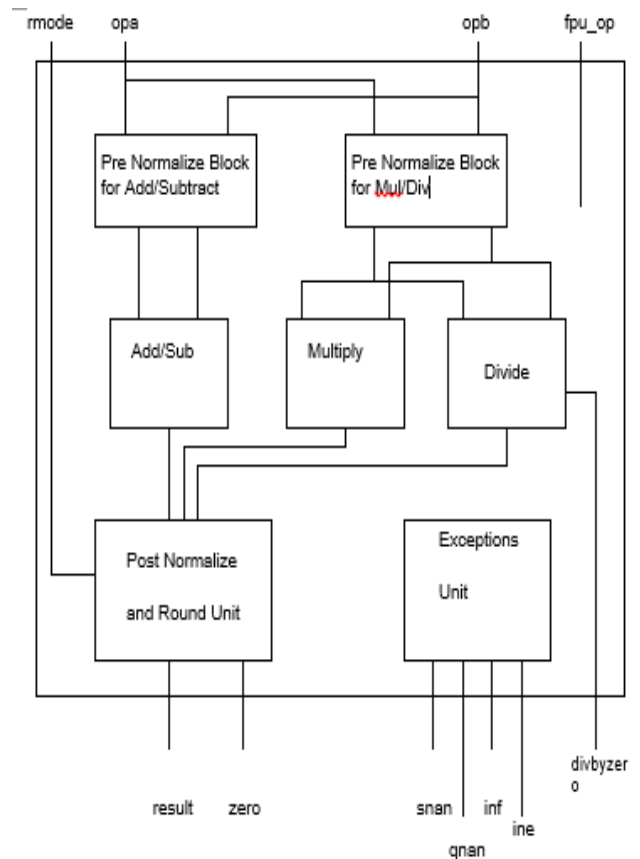 rmode opa opb fpu_op
Pre Normalize Block
for Add/Subtract
Pre Normalize Block
for Mul/Div
Add/Sub
Multiply
Divide
Post Normalize
and Round Unit
Exceptions
Unit
result zero snan qnan inf ine
divbyzer
o